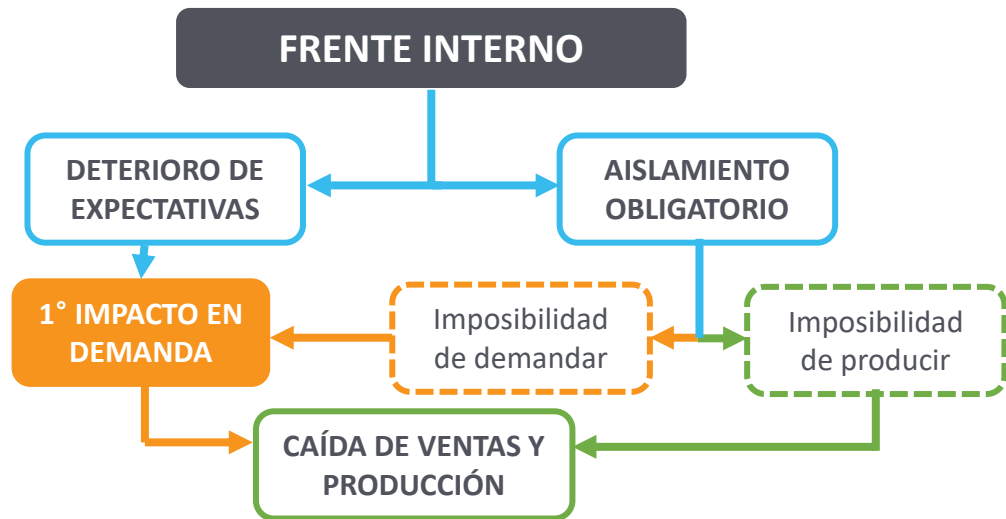 FRENTE INTERNO
DETERIORO DE
EXPECTATIVAS
AISLAMIENTO
OBLIGATORIO
1° IMPACTO EN
DEMANDA
Imposibilidad
de demandar
Imposibilidad
de producir
CAÍDA DE VENTAS Y
PRODUCCIÓN